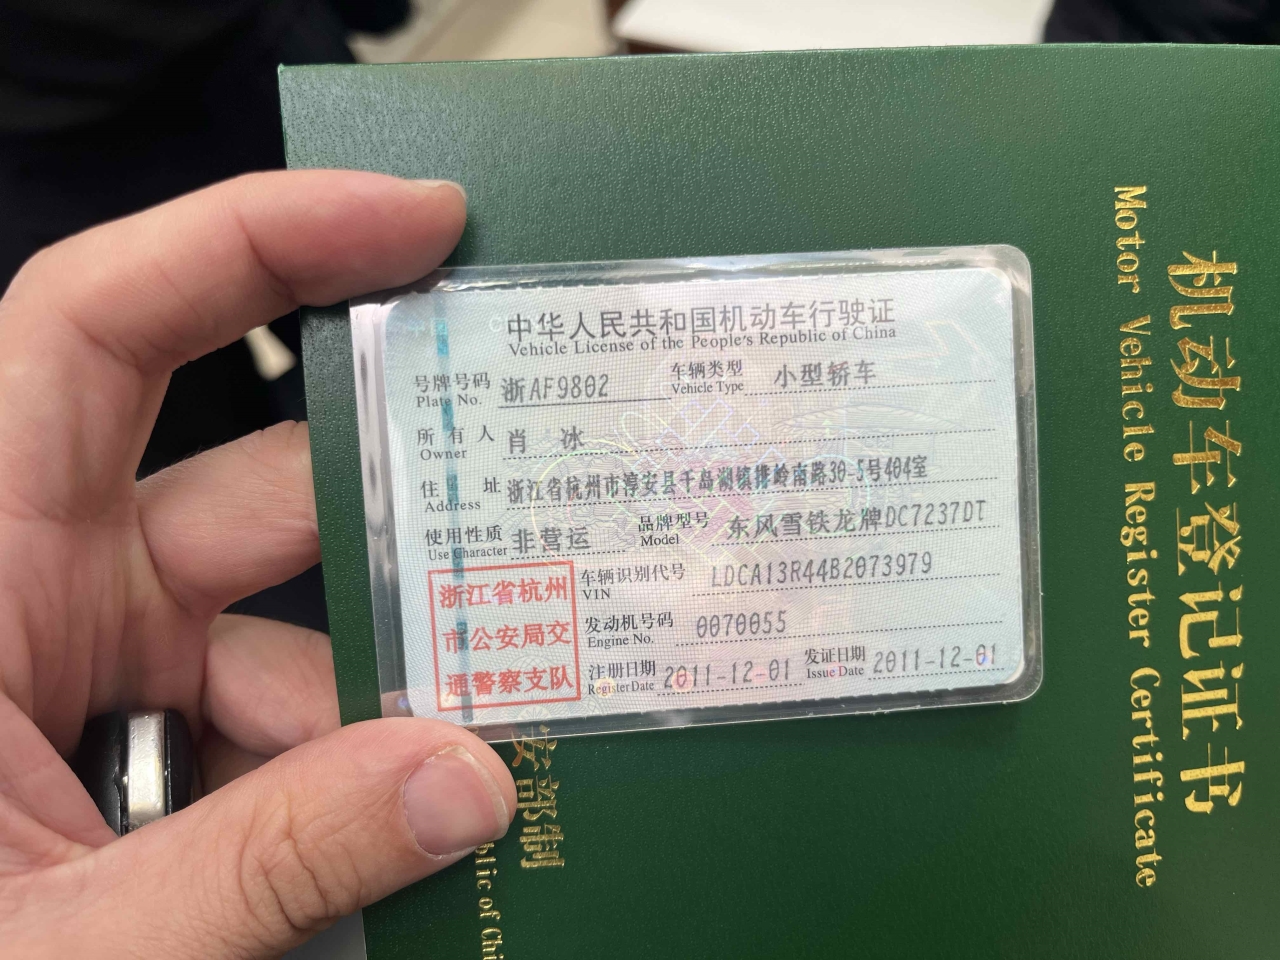 中华人民共和国机动车行驶证
Vehicle License of the People's Republic of China
号牌号码 浙AF9802 车辆类型 小型轿车
Plate No. Vehicle Type
所有人 肖 冰
Owner
住址 浙江省杭州市淳安县千岛湖镇排岭南路30-5号404室
Address
使用性质 非营运 品牌型号 东风雪铁龙牌DC7237DT
Use Character Model
车辆识别代号 LDCA13R44B2073979
VIN
发动机号码 0070055
Engine No.
注册日期 2011-12-01 发证日期 2011-12-01
Register Date Issue Date
浙江省杭州
市公安局交
通警察支队
机动车登记证书
Motor Vehicle Register Certificate
安部制
blic of Chi